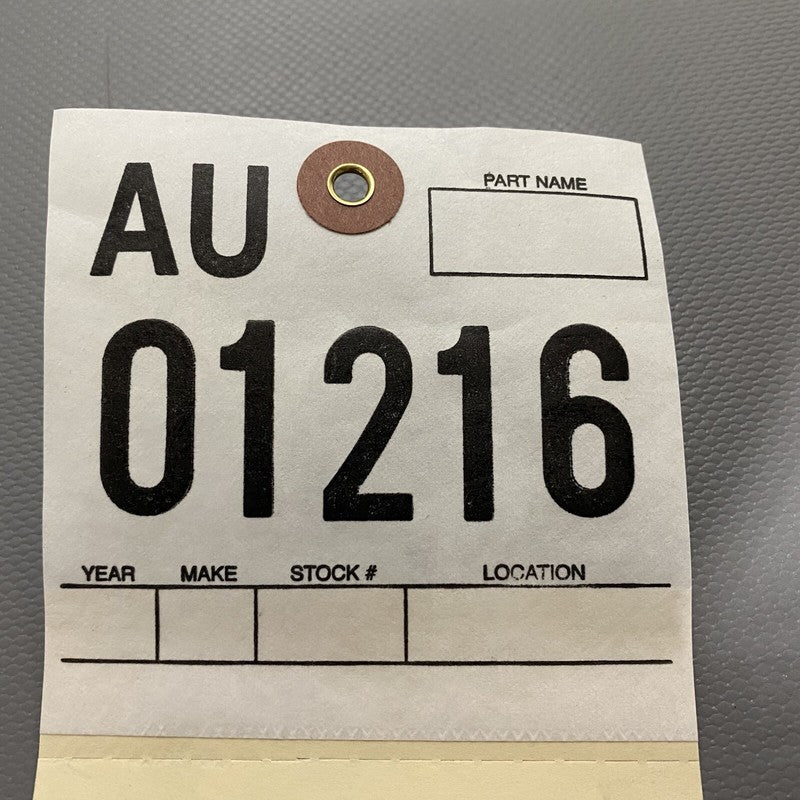 AU
PART NAME
01216
YEAR MAKE STOCK # LOCATION